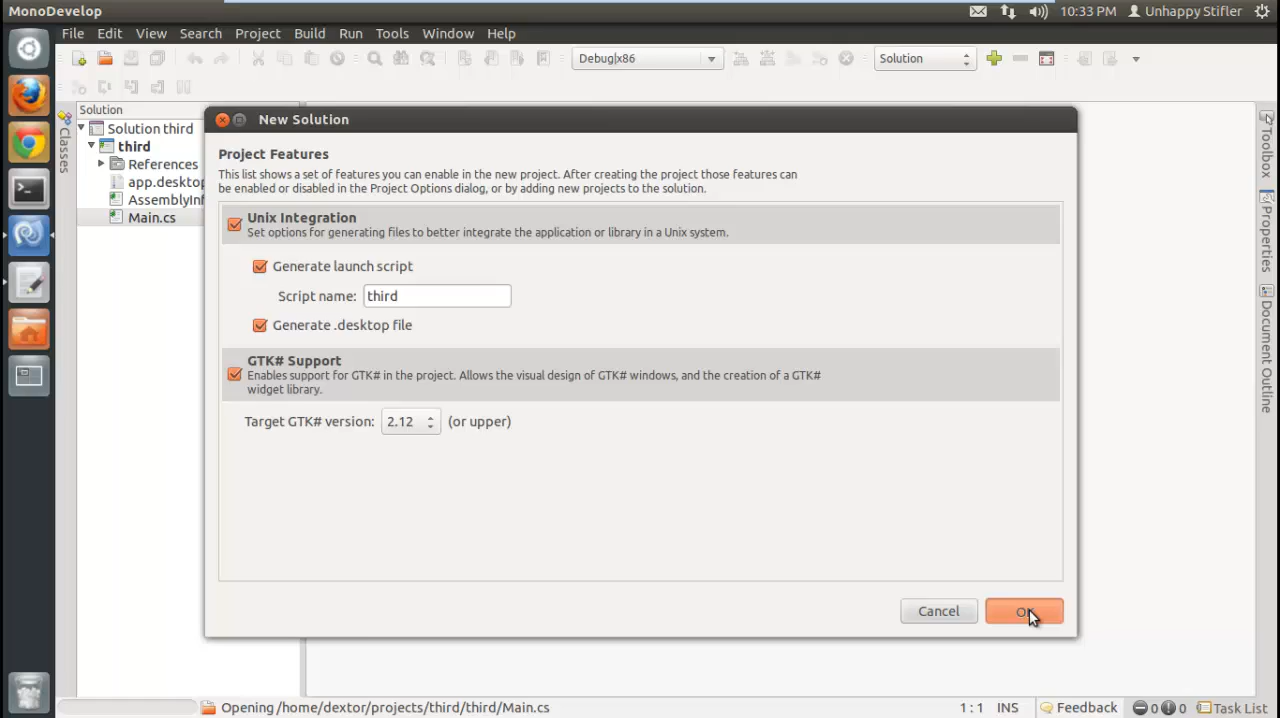 MonoDevelop
10:33 PM Unhappy Stifler
File Edit View Search Project Build Run Tools Window Help
Debug|x86 Solution
Solution
Classes
Solution third
third
References
app.deskto
AssemblyInf
Main.cs
New Solution
Project Features
This list shows a set of features you can enable in the new project. After creating the project those features can
be enabled or disabled in the Project Options dialog, or by adding new projects to the solution.
Unix Integration
Set options for generating files to better integrate the application or library in a Unix system.
Generate launch script
Script name: third
Generate .desktop file
GTK# Support
Enables support for GTK# in the project. Allows the visual design of GTK# windows, and the creation of a GTK#
widget library.
Target GTK# version: 2.12 (or upper)
Cancel
Toolbox
Properties
Document Outline
Opening /home/dextor/projects/third/third/Main.cs
1 : 1 INS Feedback 0 0 Task List